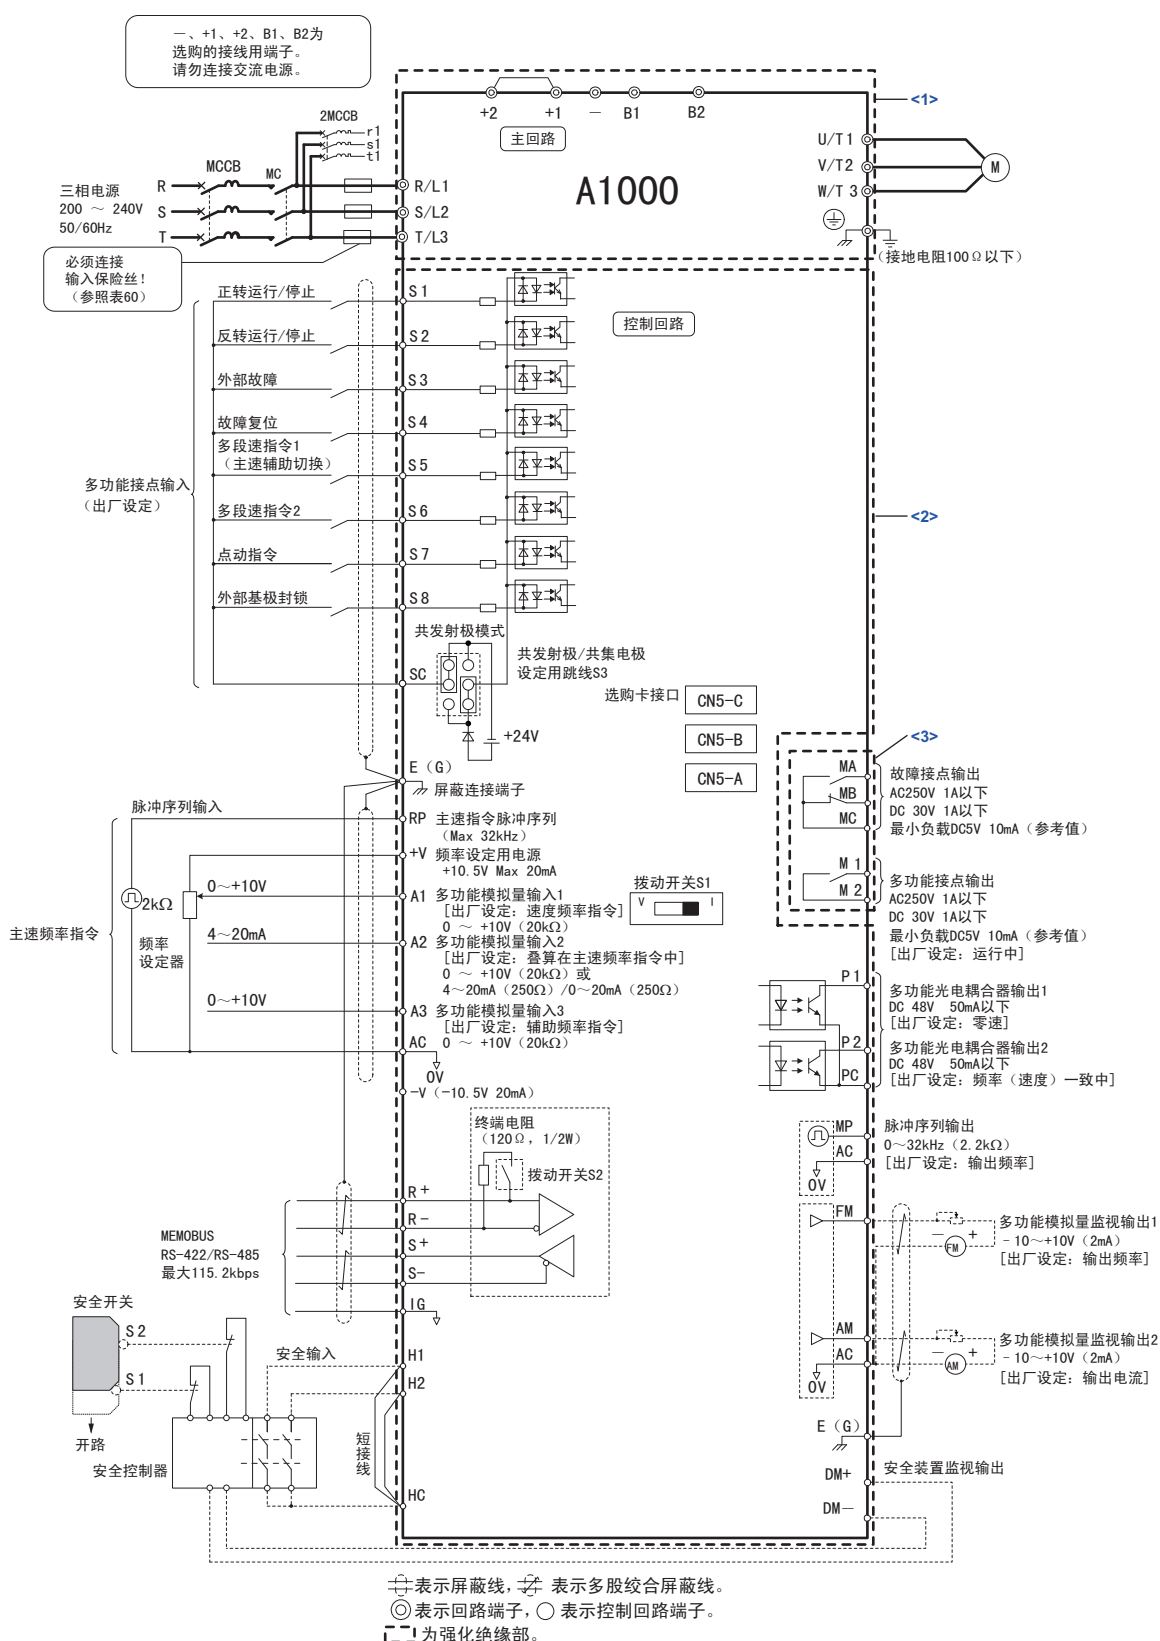 －、+1、+2、B1、B2为
选购的接线用端子。
请勿连接交流电源。
+2
+1
－
B1
B2
<1>
主回路
2MCCB
r1
s1
t1
MCCB
MC
三相电源
200 ～ 240V
50/60Hz
R
S
T
R/L1
S/L2
T/L3
A1000
U/T1
V/T2
W/T 3
M
(接地电阻100Ω以下)
必须连接
输入保险丝！
（参照表60）
控制回路
正转运行/停止
S1
反转运行/停止
S2
外部故障
S3
故障复位
S4
多段速指令1
（主速辅助切换）
S5
多功能接点输入
（出厂设定）
多段速指令2
S6
<2>
点动指令
S7
外部基极封锁
S8
共发射极模式
共发射极/共集电极
设定用跳线S3
SC
+24V
选购卡接口
CN5-C
CN5-B
CN5-A
<3>
E（G）
屏蔽连接端子
MA
MB
MC
故障接点输出
AC250V 1A以下
DC 30V 1A以下
最小负载DC5V 10mA（参考值）
脉冲序列输入
RP 主速指令脉冲序列
（Max 32kHz）
+V 频率设定用电源
+10.5V Max 20mA
M 1
M 2
多功能接点输出
AC250V 1A以下
DC 30V 1A以下
最小负载DC5V 10mA（参考值）
[出厂设定：运行中]
拨动开关S1
V
I
主速频率指令
2kΩ
频率
设定器
0～+10V
A1 多功能模拟量输入1
[出厂设定：速度频率指令]
0 ～ +10V（20kΩ）
4～20mA
A2 多功能模拟量输入2
[出厂设定：叠算在主速频率指令中]
0 ～ +10V（20kΩ）或
4～20mA（250Ω）/0～20mA（250Ω）
0～+10V
A3 多功能模拟量输入3
[出厂设定：辅助频率指令]
0 ～ +10V（20kΩ）
AC
0V
-V（-10.5V 20mA）
P1
多功能光电耦合器输出1
DC 48V 50mA以下
[出厂设定：零速]
P2
PC
多功能光电耦合器输出2
DC 48V 50mA以下
[出厂设定：频率（速度）一致中]
MP
AC
0V
脉冲序列输出
0～32kHz（2.2kΩ）
[出厂设定：输出频率]
终端电阻
（120Ω，1/2W）
拨动开关S2
R+
R-
S+
S-
IG
MEMOBUS
RS-422/RS-485
最大115.2kbps
FM
FM
－
+
多功能模拟量监视输出1
-10～+10V（2mA）
[出厂设定：输出频率]
AM
AC
0V
AM
－
+
多功能模拟量监视输出2
-10～+10V（2mA）
[出厂设定：输出电流]
E（G）
安全开关
S2
S1
开路
安全控制器
安全输入
H1
H2
短接线
HC
DM+
DM－
安全装置监视输出
表示屏蔽线， 表示多股绞合屏蔽线。
表示回路端子， 表示控制回路端子。
为强化绝缘部。